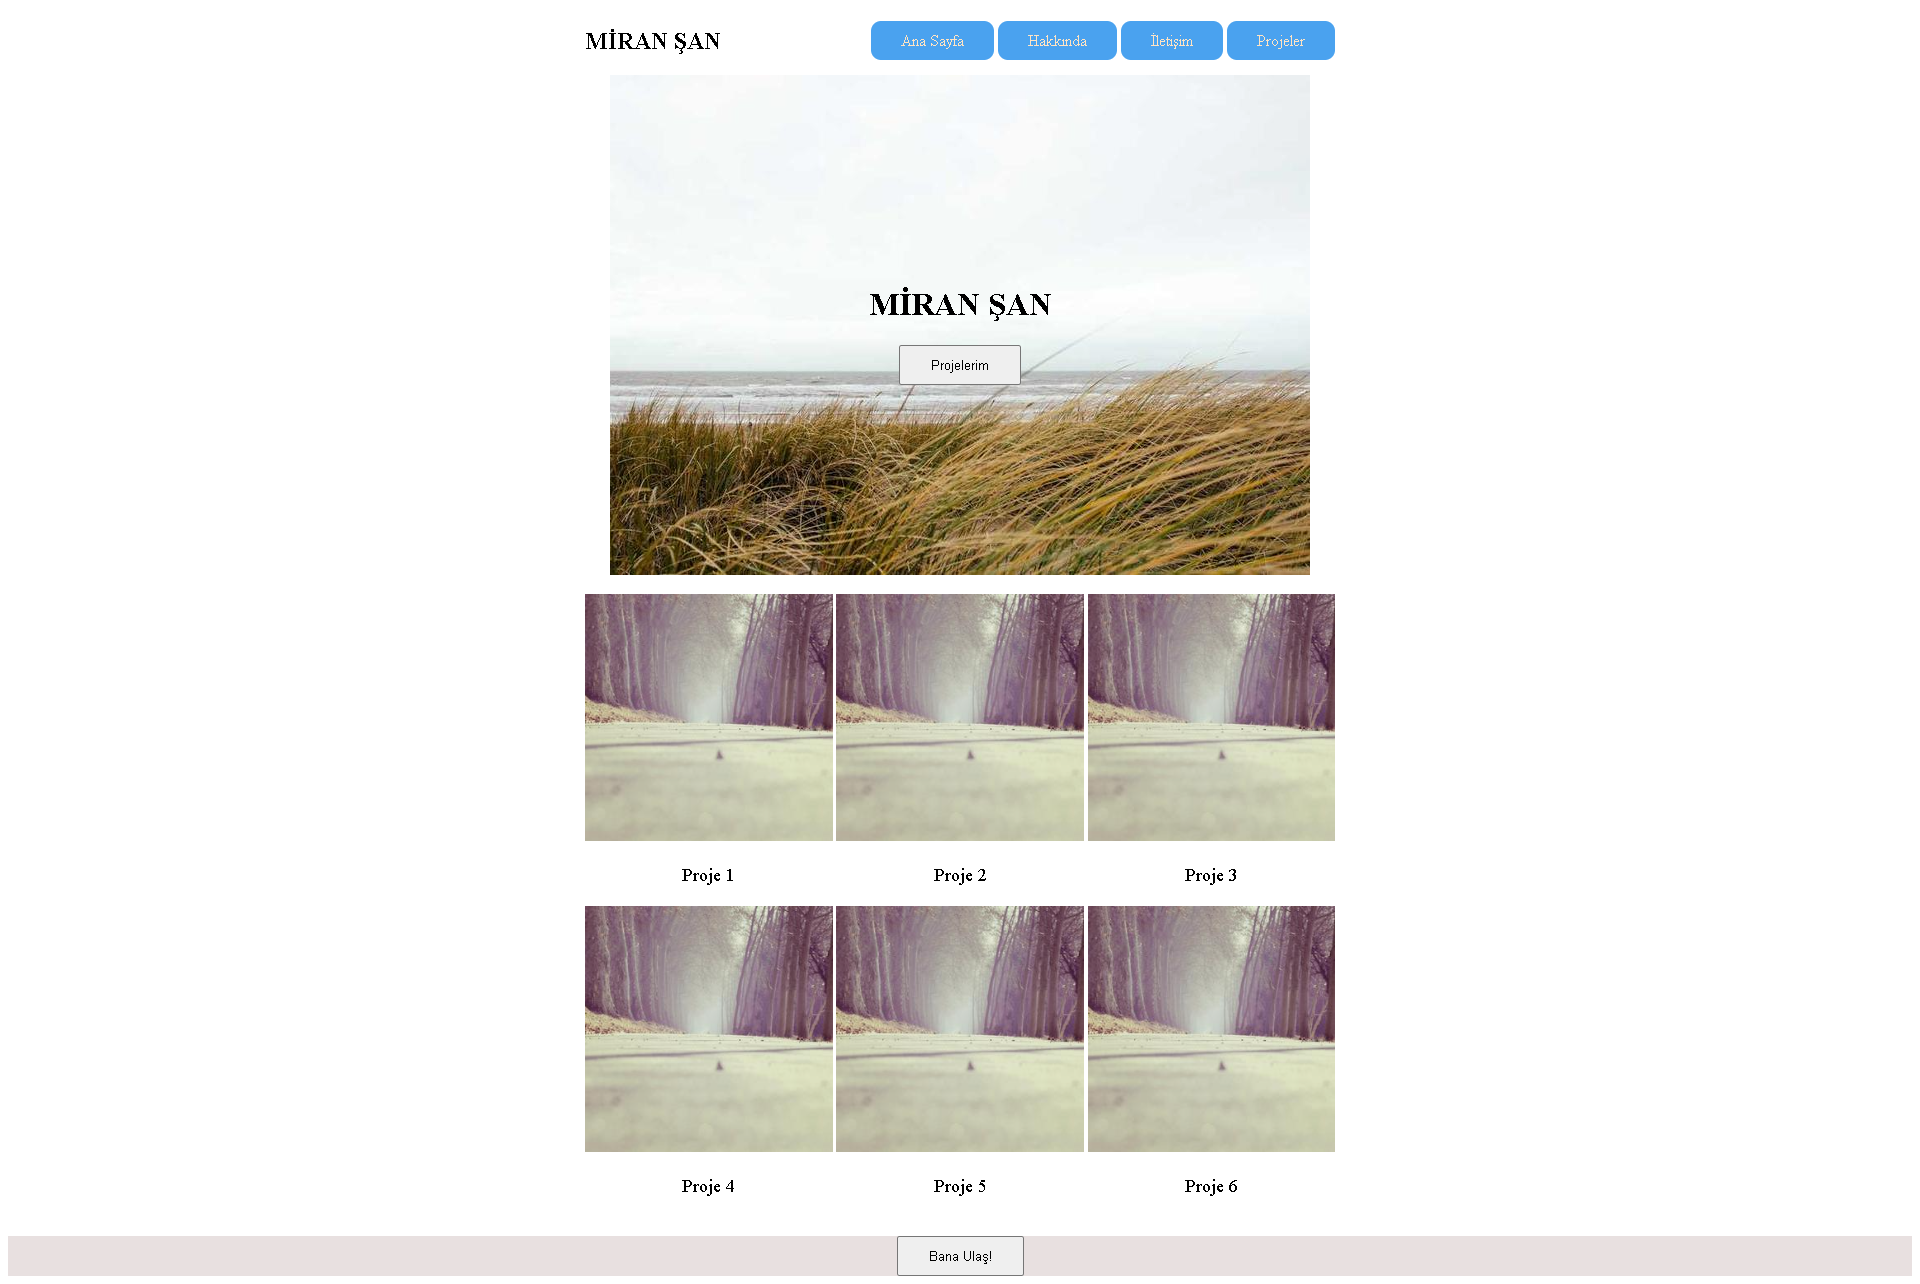 MİRAN ŞAN
Ana Sayfa Hakkında İletişim Projeler
MİRAN ŞAN
Projelerim
Proje 1 Proje 2 Proje 3
Proje 4 Proje 5 Proje 6
Bana Ulaş!